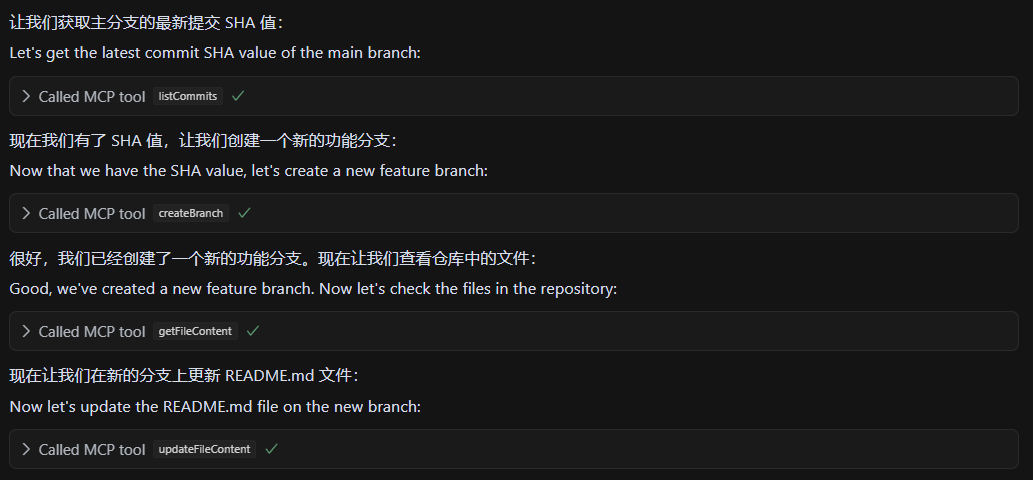 让我们获取主分支的最新提交 SHA 值：
Let's get the latest commit SHA value of the main branch:
Called MCP tool listCommits
现在我们有了 SHA 值，让我们创建一个新的功能分支：
Now that we have the SHA value, let's create a new feature branch:
Called MCP tool createBranch
很好，我们已经创建了一个新的功能分支。现在让我们查看仓库中的文件：
Good, we've created a new feature branch. Now let's check the files in the repository:
Called MCP tool getFileContent
现在让我们在新的分支上更新 README.md 文件：
Now let's update the README.md file on the new branch:
Called MCP tool updateFileContent